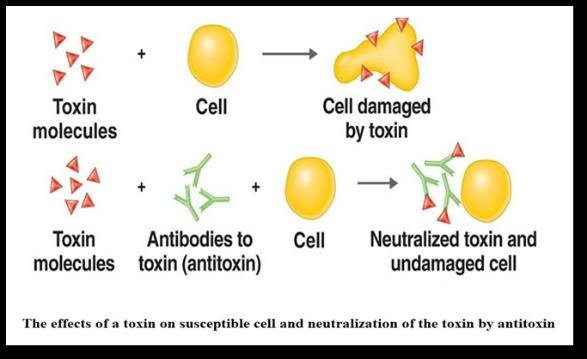 +
Toxin molecules
Cell
Cell damaged by toxin
+
+
Toxin molecules
Antibodies to toxin (antitoxin)
Cell
Neutralized toxin and undamaged cell
The effects of a toxin on susceptible cell and neutralization of the toxin by antitoxin